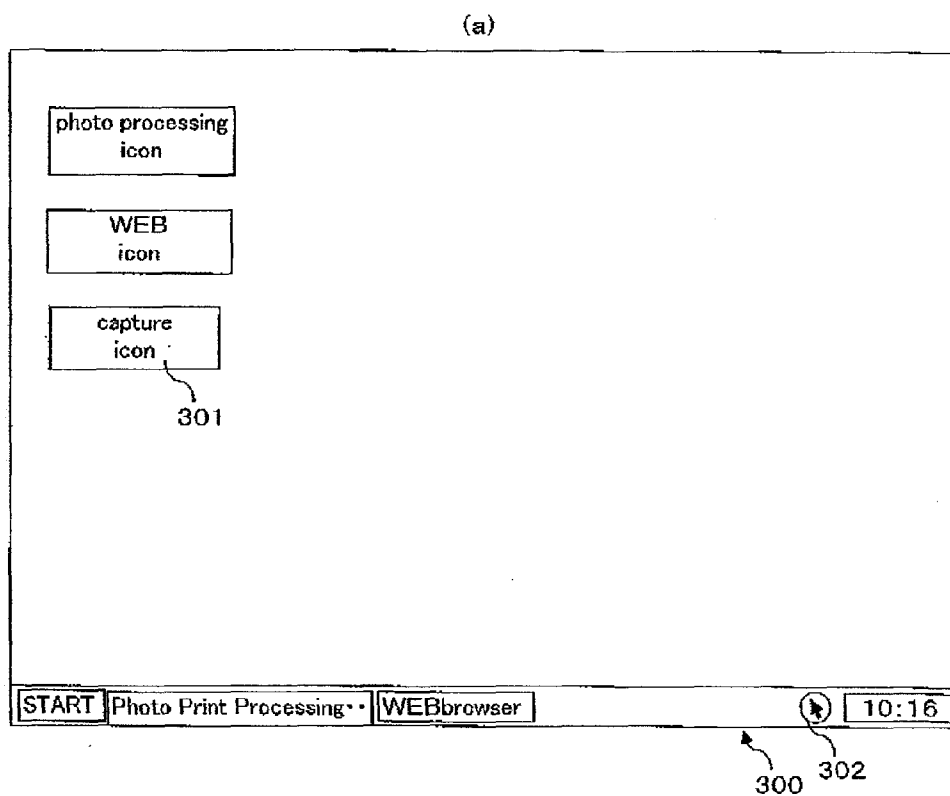 (a)
photo processing
icon
WEB
icon
capture
icon
301
START Photo Print Processing・・ WEBbrowser 10:16
300 302